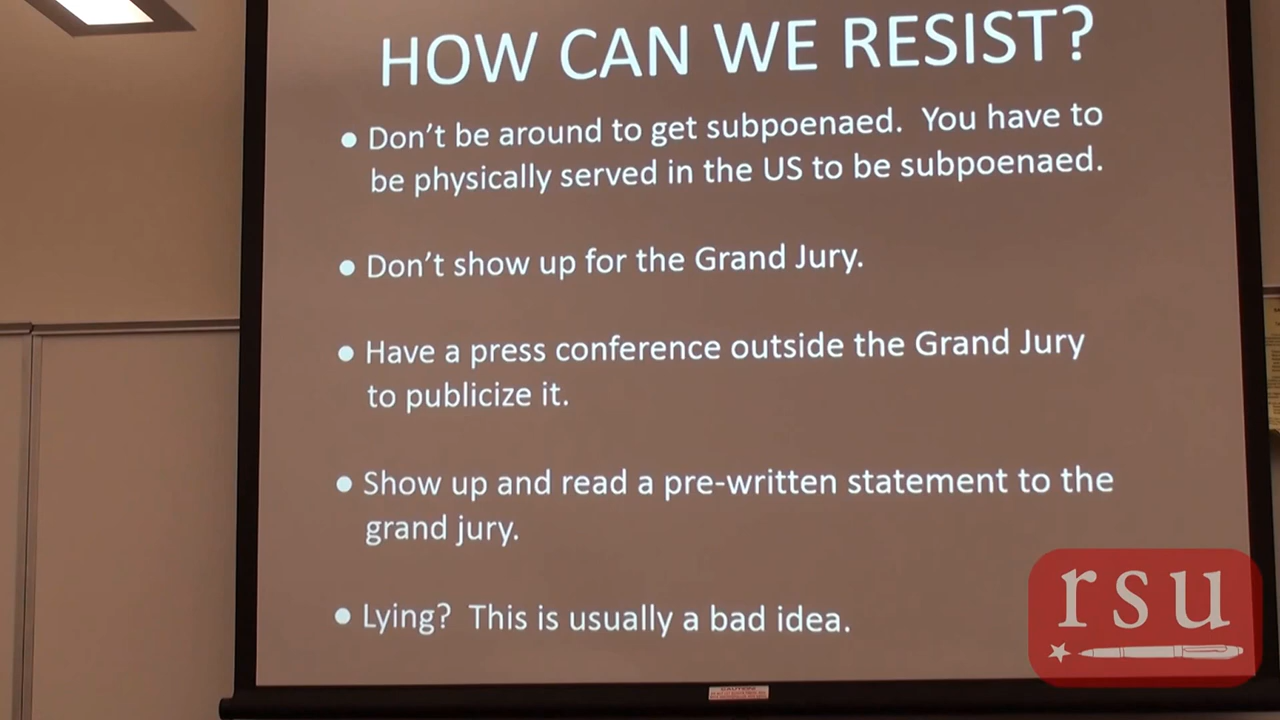 HOW CAN WE RESIST?
● Don't be around to get subpoenaed. You have to
be physically served in the US to be subpoenaed.
● Don't show up for the Grand Jury.
● Have a press conference outside the Grand Jury
to publicize it.
● Show up and read a pre-written statement to the
grand jury.
● Lying? This is usually a bad idea.
rsu
CAUTION